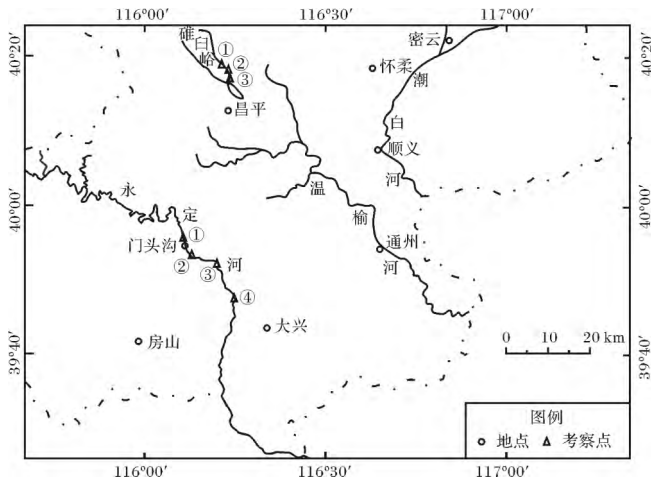 116°00′ 116°30′ 117°00′
40°20′
40°00′
39°40′
40°20′
40°00′
39°40′
碓臼峪
①
②
③
昌平
怀柔
密云
潮白河
顺义
温榆河
通州
永定河
门头沟
①
②
③
④
房山
大兴
0 10 20 km
图例
地点 考察点
116°00′ 116°30′ 117°00′